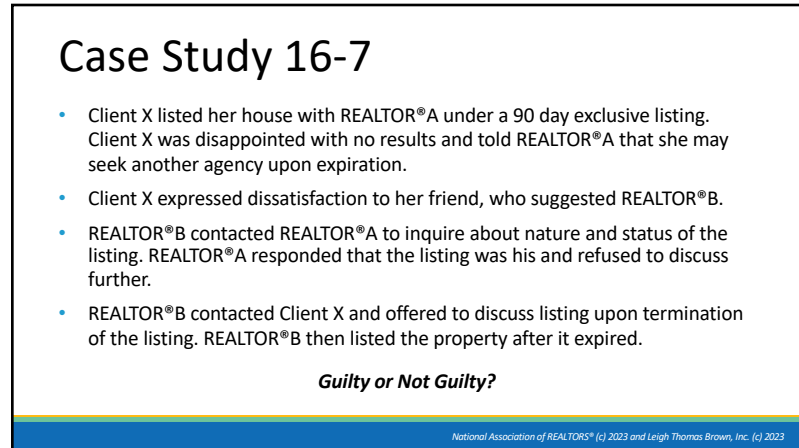 Case Study 16-7
• Client X listed her house with REALTOR®A under a 90 day exclusive listing.
Client X was disappointed with no results and told REALTOR®A that she may
seek another agency upon expiration.
• Client X expressed dissatisfaction to her friend, who suggested REALTOR®B.
• REALTOR®B contacted REALTOR®A to inquire about nature and status of the
listing. REALTOR®A responded that the listing was his and refused to discuss
further.
• REALTOR®B contacted Client X and offered to discuss listing upon termination
of the listing. REALTOR®B then listed the property after it expired.
Guilty or Not Guilty?
National Association of REALTORS® (c) 2023 and Leigh Thomas Brown, Inc. (c) 2023